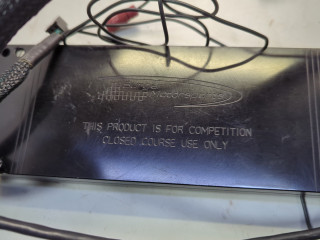 THIS PRODUCT IS FOR COMPETITION
CLOSED COURSE USE ONLY